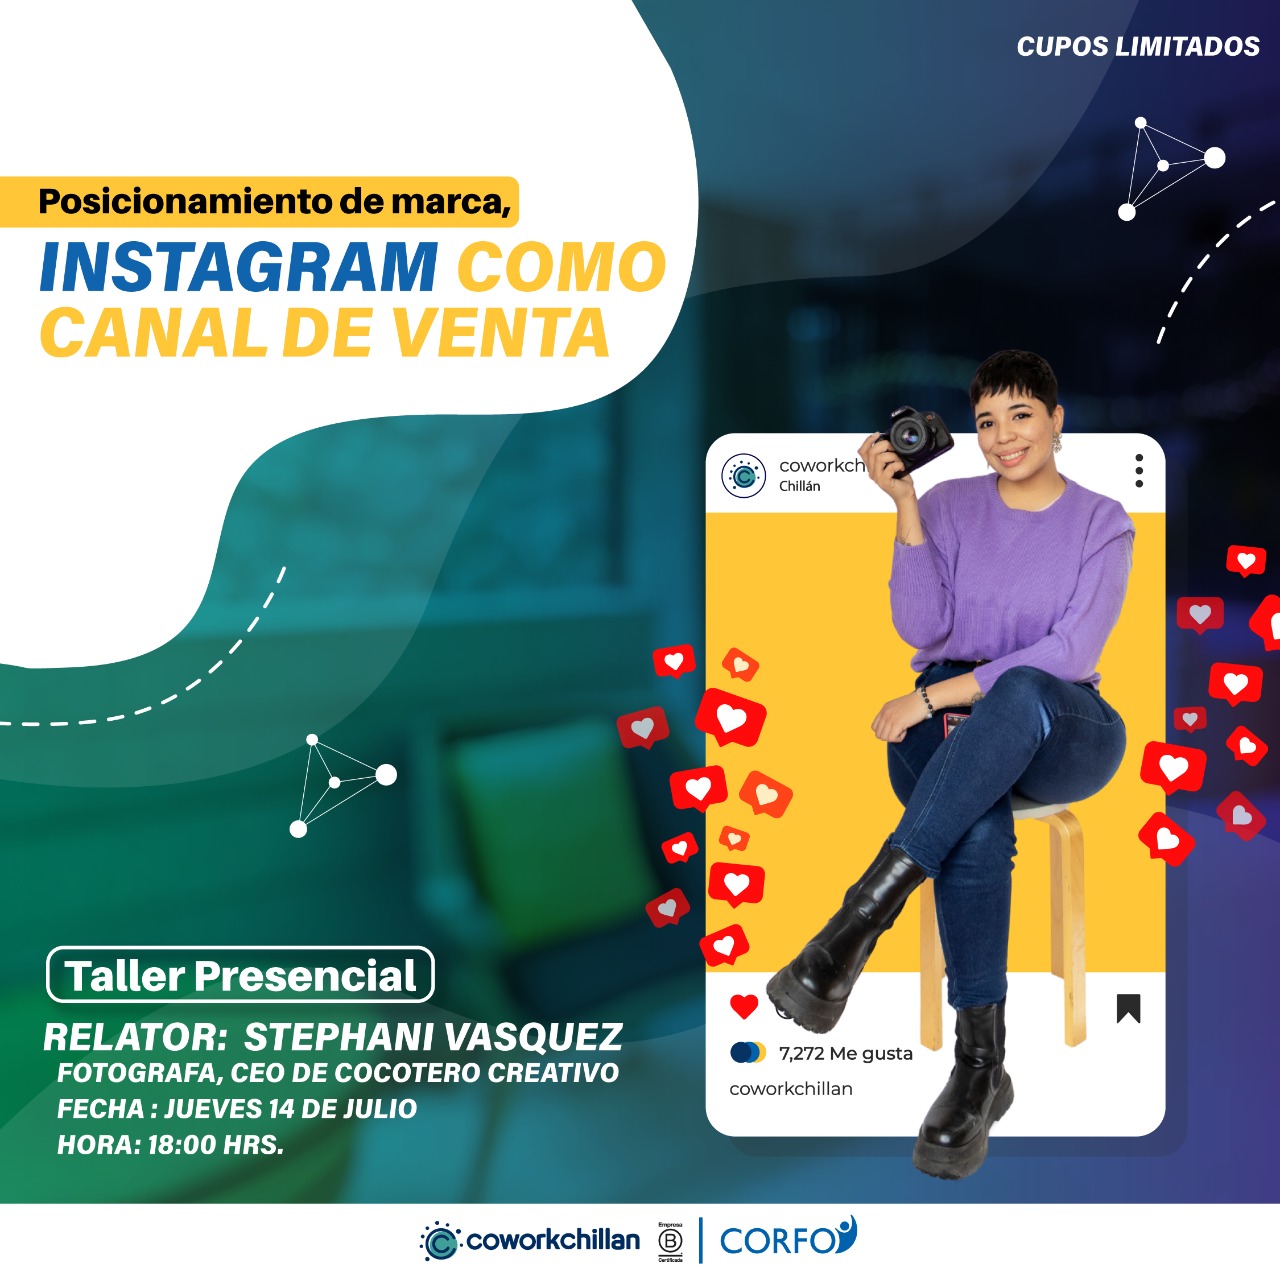 CUPOS LIMITADOS
Posicionamiento de marca,
INSTAGRAM COMO
CANAL DE VENTA
coworkch
Chillán
7,272 Me gusta
coworkchillan
Taller Presencial
RELATOR: STEPHANI VASQUEZ
FOTOGRAFA, CEO DE COCOTERO CREATIVO
FECHA : JUEVES 14 DE JULIO
HORA: 18:00 HRS.
coworkchillan
Empresa
B
Certificada
CORFO